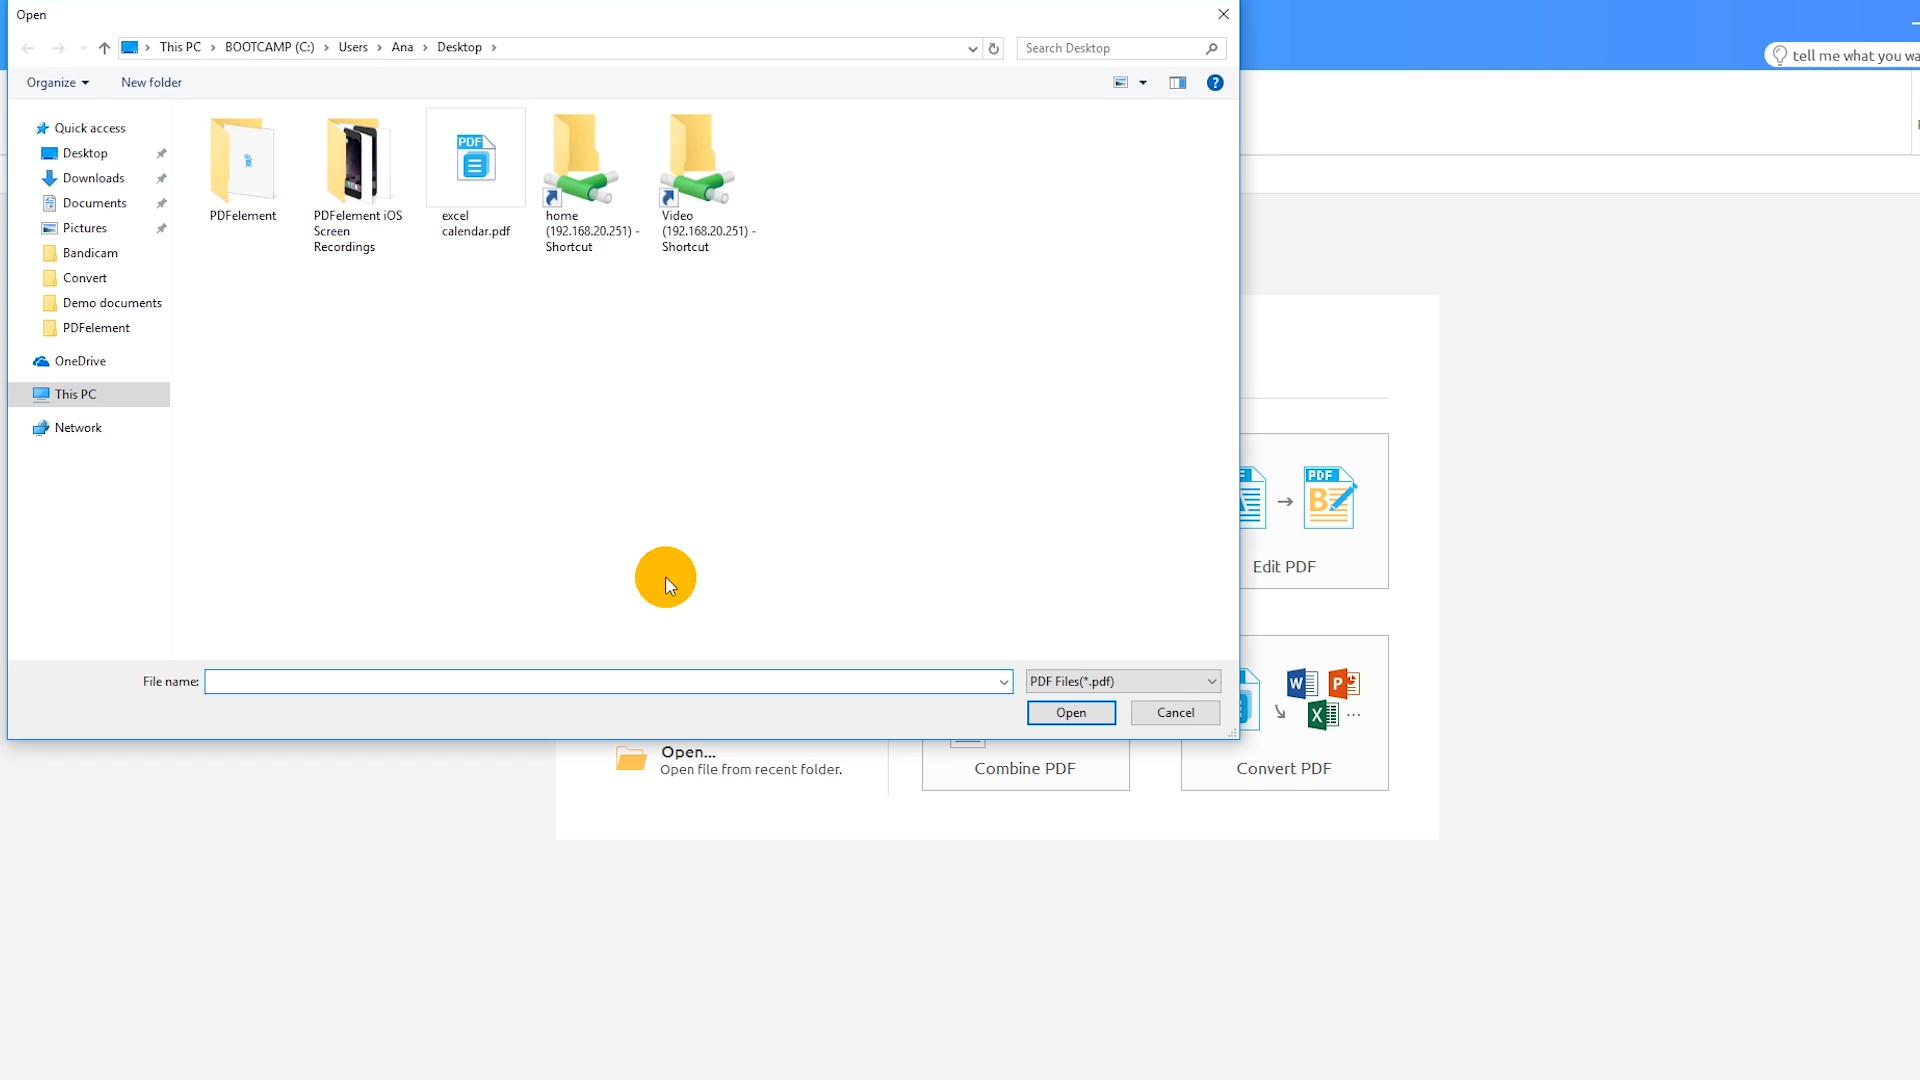 Open
This PC > BOOTCAMP (C:) > Users > Ana > Desktop >
Search Desktop
tell me what you wa
Organize
New folder
?
Quick access
Desktop
Downloads
Documents
Pictures
Bandicam
Convert
Demo documents
PDFelement
OneDrive
This PC
Network
PDFelement
PDFelement iOS
Screen
Recordings
PDF
excel
calendar.pdf
home
(192.168.20.251) -
Shortcut
Video
(192.168.20.251) -
Shortcut
PDF
B
Edit PDF
File name:
PDF Files(*.pdf)
Open
Cancel
W
P
X
...
Open...
Open file from recent folder.
Combine PDF
Convert PDF